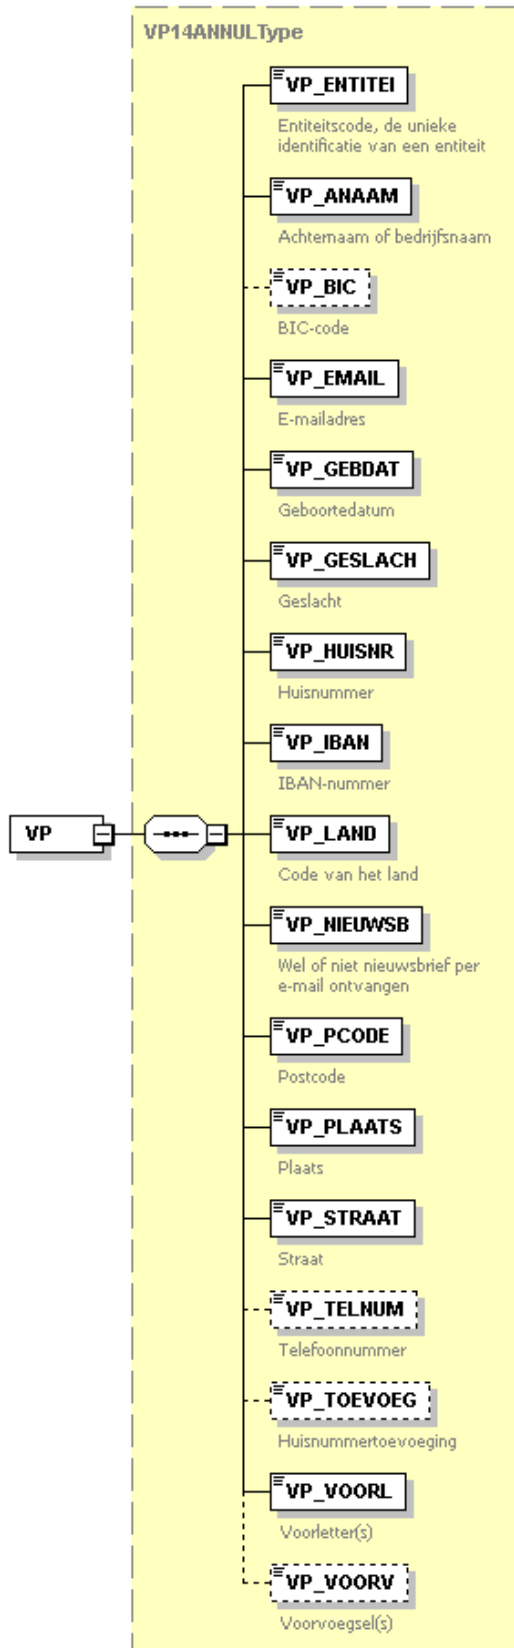 VP14ANNULType
VP_ENTITEI
Entiteitscode, de unieke
identificatie van een entiteit
VP_ANAAM
Achternaam of bedrijfsnaam
VP_BIC
BIC-code
VP_EMAIL
E-mailadres
VP_GEBDAT
Geboortedatum
VP_GESLACH
Geslacht
VP_HUISNR
Huisnummer
VP_IBAN
IBAN-nummer
VP
VP_LAND
Code van het land
VP_NIEUWSB
Wel of niet nieuwsbrief per
e-mail ontvangen
VP_PCODE
Postcode
VP_PLAATS
Plaats
VP_STRAAT
Straat
VP_TELNUM
Telefoonnummer
VP_TOEVOEG
Huisnummertoevoeging
VP_VOORL
Voorletter(s)
VP_VOORV
Voorvoegsel(s)